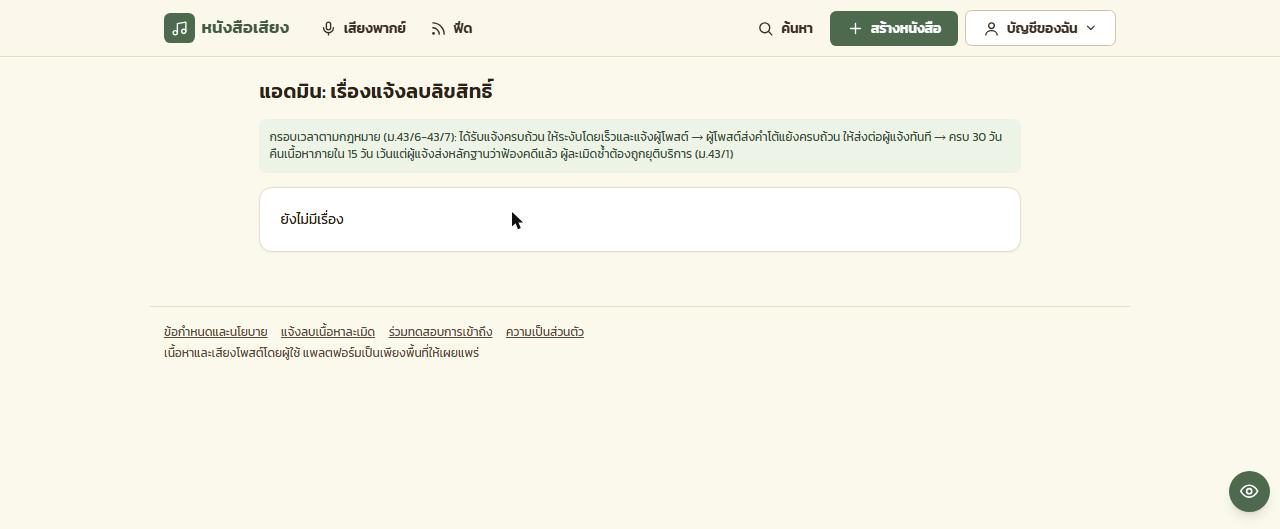 หนังสือเสียง
เสียงพากย์
ฟีด
ค้นหา
สร้างหนังสือ
บัญชีของฉัน
แอดมิน: เรื่องแจ้งลบลิขสิทธิ์
กรอบเวลาตามกฎหมาย (ม.43/6–43/7): ได้รับแจ้งครบถ้วน ให้ระงับโดยเร็วและแจ้งผู้โพสต์ → ผู้โพสต์ส่งคำโต้แย้งครบถ้วน ให้ส่งต่อผู้แจ้งทันที → ครบ 30 วัน
คืนเนื้อหาภายใน 15 วัน เว้นแต่ผู้แจ้งส่งหลักฐานว่าฟ้องคดีแล้ว ผู้ละเมิดซ้ำต้องถูกยุติบริการ (ม.43/1)
ยังไม่มีเรื่อง
ข้อกำหนดและนโยบาย
แจ้งลบเนื้อหาละเมิด
ร่วมทดสอบการเข้าถึง
ความเป็นส่วนตัว
เนื้อหาและเสียงโพสต์โดยผู้ใช้ แพลตฟอร์มเป็นเพียงพื้นที่ให้เผยแพร่